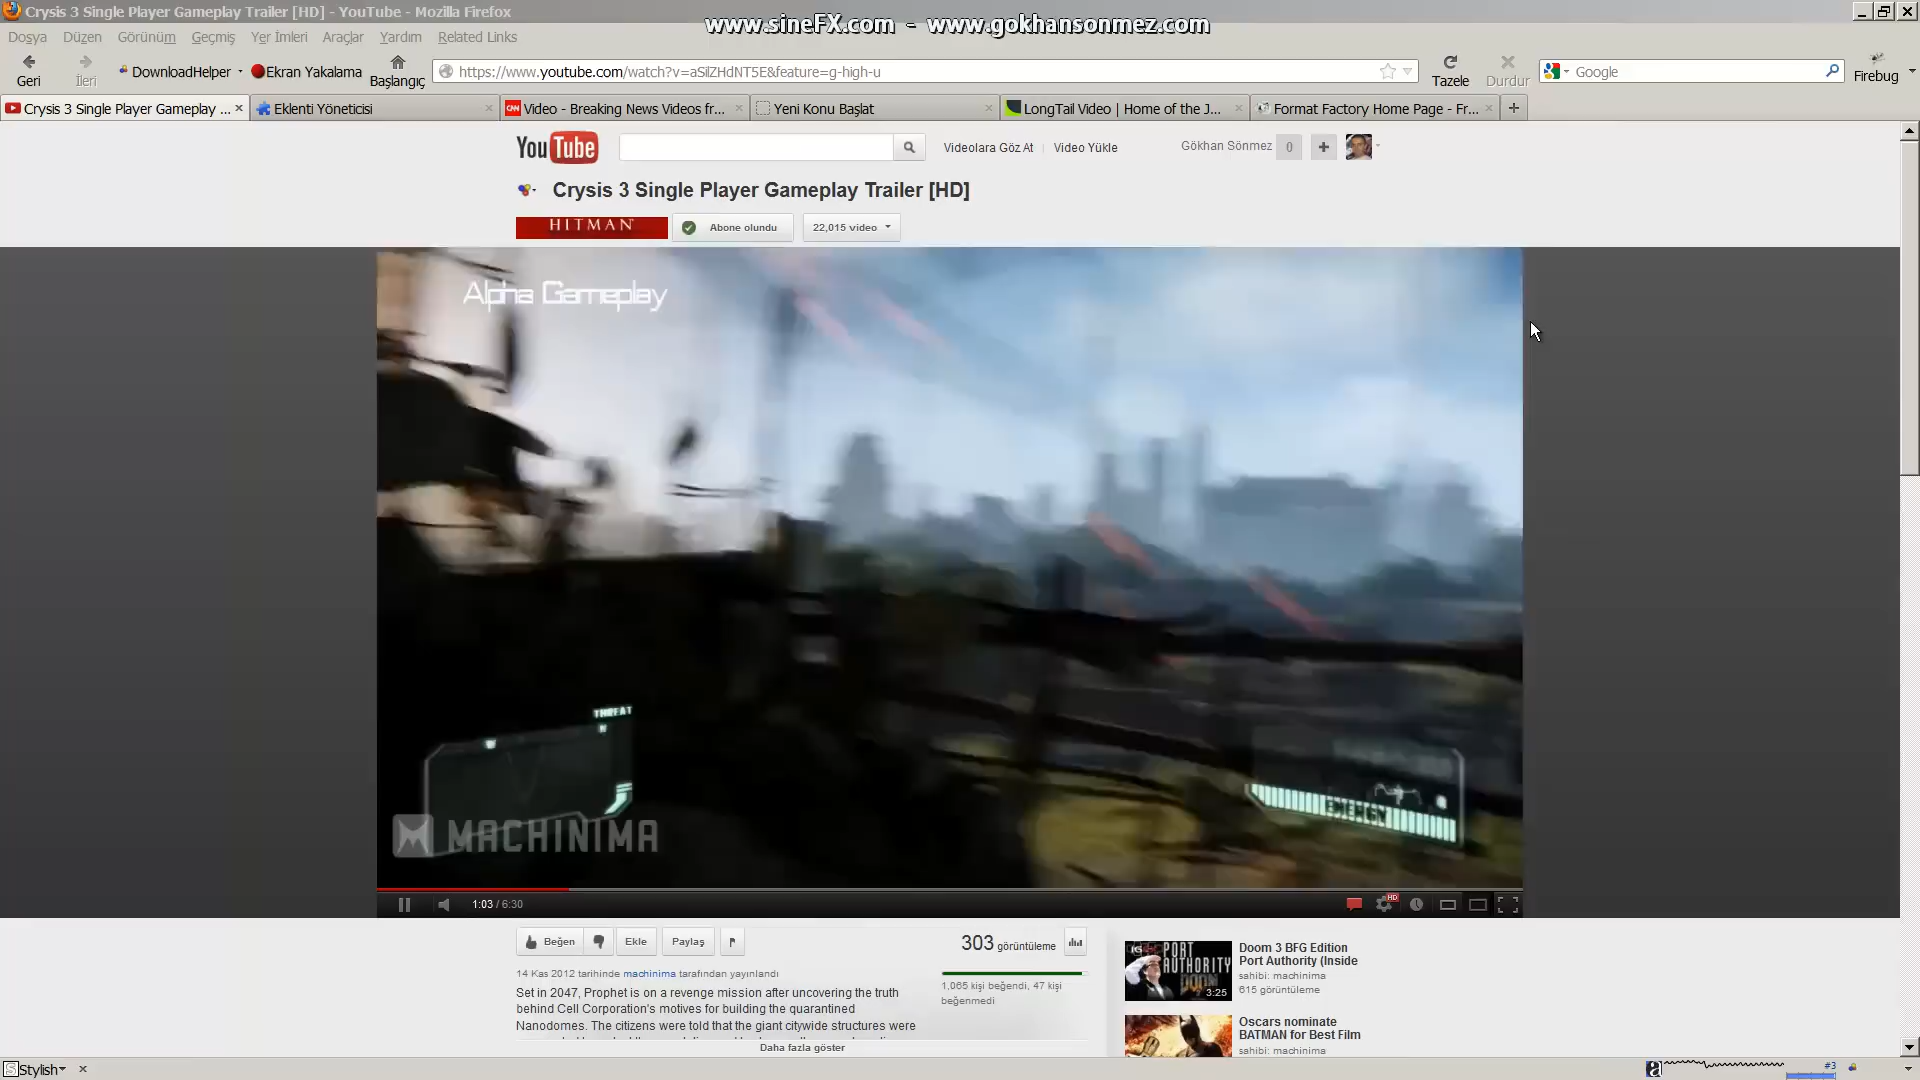 Crysis 3 Single Player Gameplay Trailer [HD] - YouTube - Mozilla Firefox
www.sineFX.com - www.gokhansonmez.com
Dosya Düzen Görünüm Geçmiş Yer İmleri Araçlar Yardım Related Links
Geri İleri DownloadHelper Ekran Yakalama Başlangıç https://www.youtube.com/watch?v=aSilZHdNT5E&feature=g-high-u Tazele Durdur Google Firebug
Crysis 3 Single Player Gameplay ... Eklenti Yöneticisi CNN Video - Breaking News Videos fr... Yeni Konu Başlat LongTail Video | Home of the J... Format Factory Home Page - Fr...
YouTube Videolara Göz At Video Yükle Gökhan Sönmez 0 +
Crysis 3 Single Player Gameplay Trailer [HD]
HITMAN Abone olundu 22,015 video
Alpha Gameplay
THREAT
ENERGY
MACHINIMA
1:03 / 6:30 HD
Beğen Ekle Paylaş 303 görüntüleme
14 Kas 2012 tarihinde machinima tarafından yayınlandı
Set in 2047, Prophet is on a revenge mission after uncovering the truth
behind Cell Corporation's motives for building the quarantined
Nanodomes. The citizens were told that the giant citywide structures were
Daha fazla göster
1,065 kişi beğendi, 47 kişi
beğenmedi
PORT
AUTHORITY
DOOM
3:25
Doom 3 BFG Edition
Port Authority (Inside
sahibi: machinima
615 görüntüleme
Oscars nominate
BATMAN for Best Film
sahibi: machinima
Stylish #3